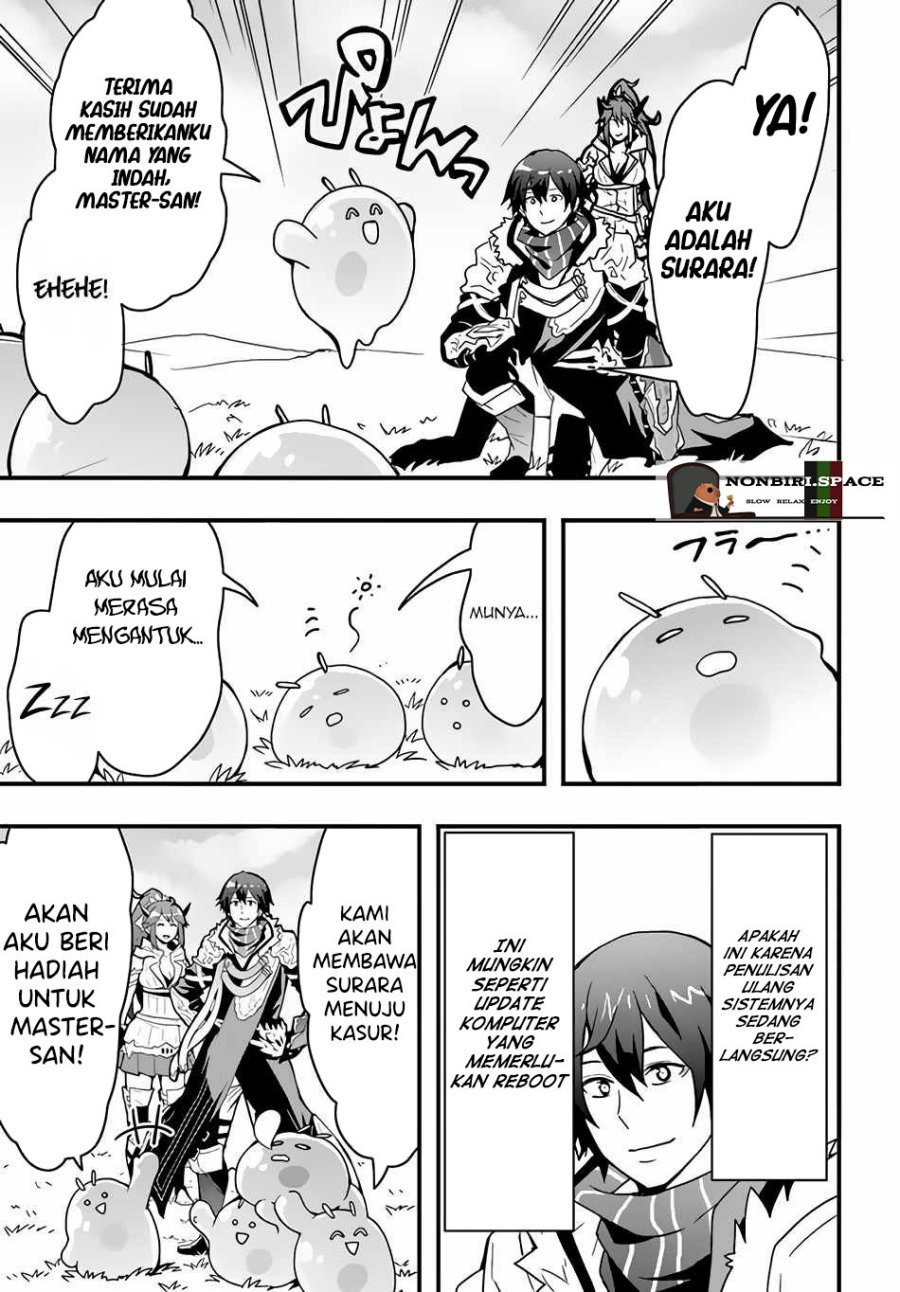 YA!
AKU
ADALAH
SURARA!
ぴょんっ
TERIMA
KASIH SUDAH
MEMBERIKANKU
NAMA YANG
INDAH,
MASTER-SAN!
EHEHE!
NONBIRI.SPACE
SLOW RELAX ENJOY
フラ〜…
MUNYA...
AKU MULAI
MERASA
MENGANTUK...
ZZZ
APAKAH
INI KARENA
PENULISAN
ULANG
SISTEMNYA
SEDANG
BER-
LANGSUNG?
INI
MUNGKIN
SEPERTI
UPDATE
KOMPUTER
YANG
MEMERLU-
KAN REBOOT
KAMI
AKAN
MEMBAWA
SURARA
MENUJU
KASUR!
AKAN
AKU BERI
HADIAH
UNTUK
MASTER-
SAN!